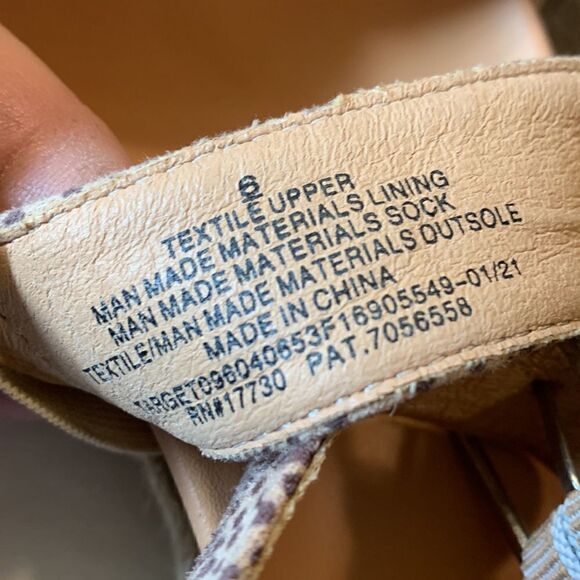 6
TEXTILE UPPER
MAN MADE MATERIALS LINING
MAN MADE MATERIALS SOCK
TEXTILE/MAN MADE MATERIALS OUTSOLE
MADE IN CHINA
TARGET096040653F16905549-01/21
RN#17730 PAT.7056558